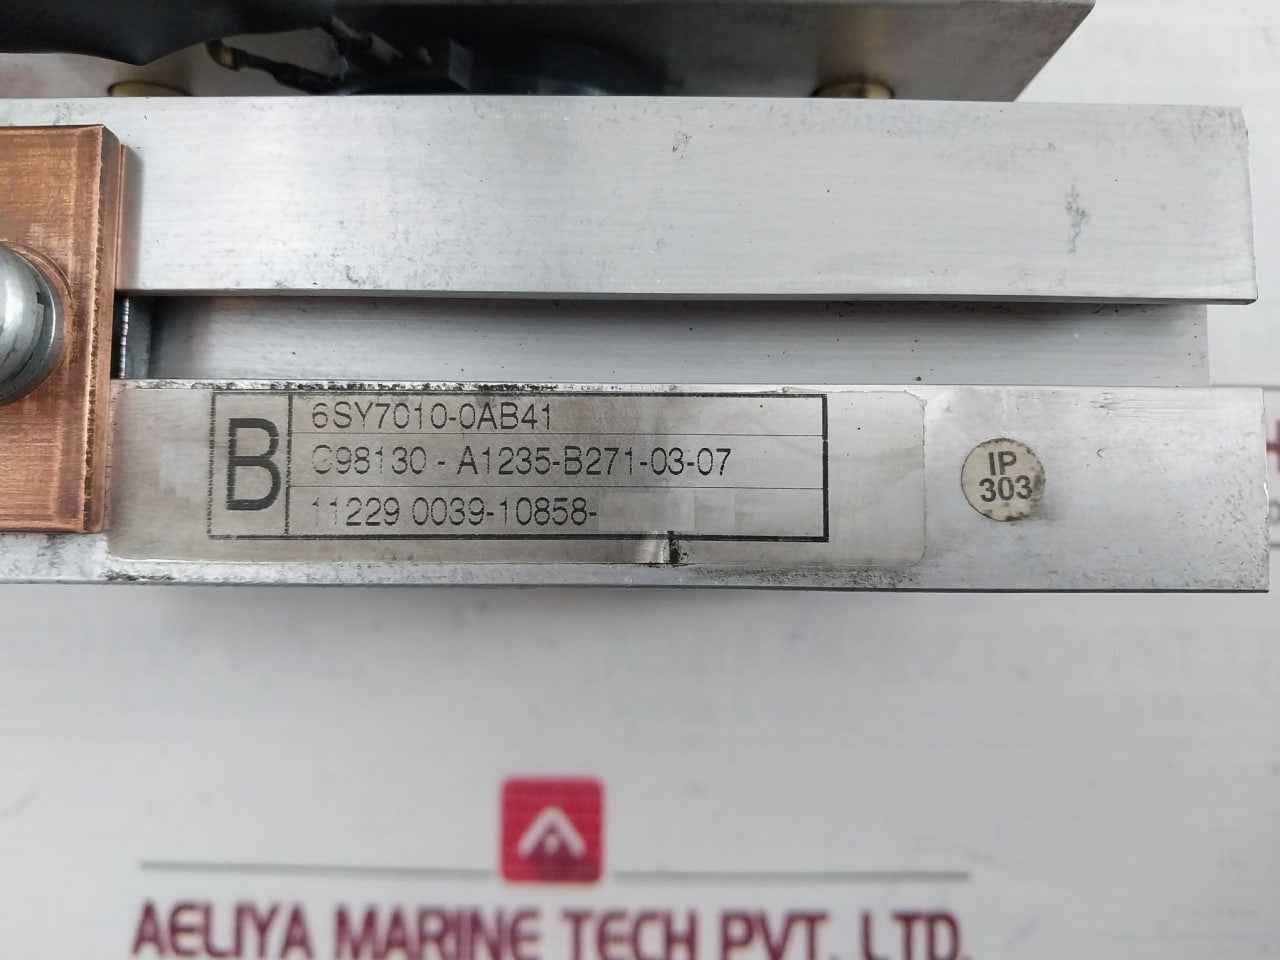 B
6SY7010-0AB41
C98130 - A1235-B271-03-07
11229 0039-10858-
IP
303
AELIYA MARINE TECH PVT. LTD.